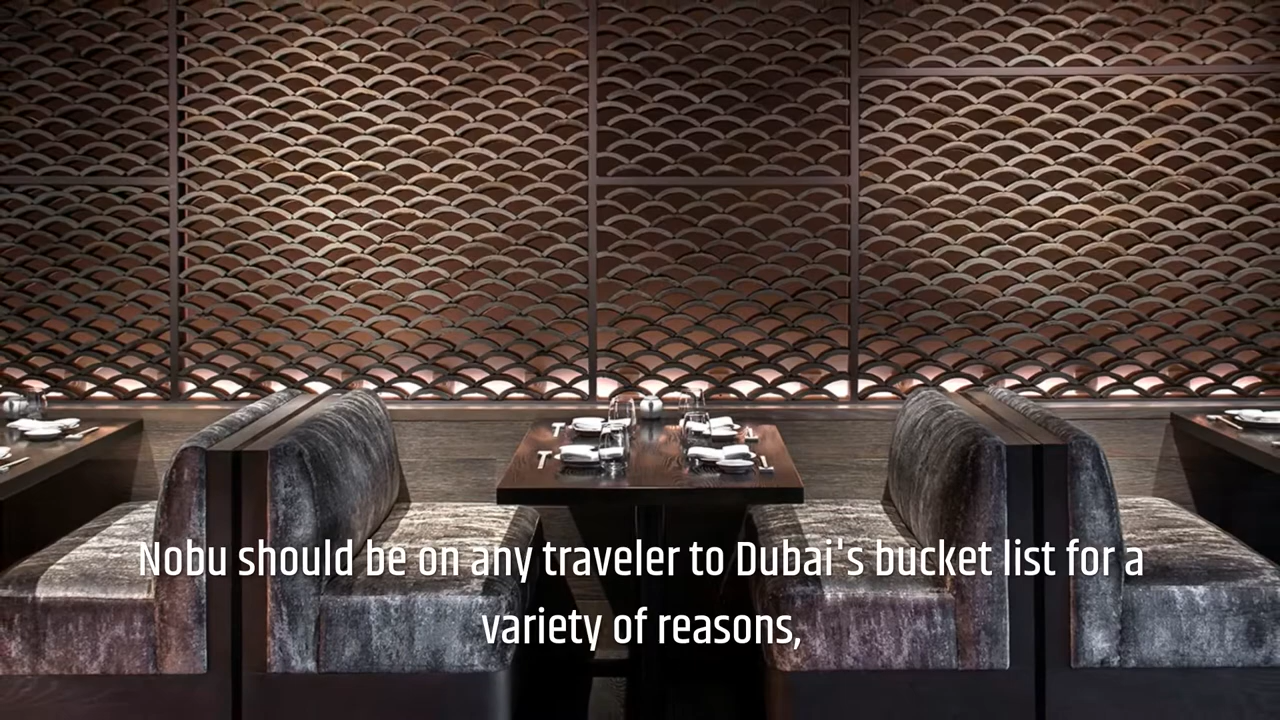 Nobu should be on any traveler to Dubai's bucket list for a
variety of reasons,